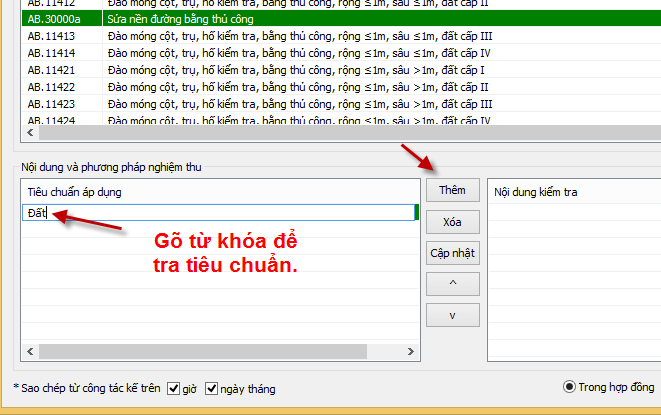 AB.11412 Đào móng cột, trụ, hố kiểm tra, bằng thủ công, rộng ≤1m, sâu ≤1m, đất cấp II
AB.30000a Sửa nền đường bằng thủ công
AB.11413 Đào móng cột, trụ, hố kiểm tra, bằng thủ công, rộng ≤1m, sâu ≤1m, đất cấp III
AB.11414 Đào móng cột, trụ, hố kiểm tra, bằng thủ công, rộng ≤1m, sâu ≤1m, đất cấp IV
AB.11421 Đào móng cột, trụ, hố kiểm tra, bằng thủ công, rộng ≤1m, sâu >1m, đất cấp I
AB.11422 Đào móng cột, trụ, hố kiểm tra, bằng thủ công, rộng ≤1m, sâu >1m, đất cấp II
AB.11423 Đào móng cột, trụ, hố kiểm tra, bằng thủ công, rộng ≤1m, sâu >1m, đất cấp III
AB.11424 Đào móng cột, trụ, hố kiểm tra, bằng thủ công, rộng ≤1m, sâu >1m, đất cấp IV
Nội dung và phương pháp nghiệm thu
Tiêu chuẩn áp dụng
Đất
Gõ từ khóa để
tra tiêu chuẩn.
Thêm
Xóa
Cập nhật
^
v
Nội dung kiểm tra
* Sao chép từ công tác kế trên giờ ngày tháng
Trong hợp đồng